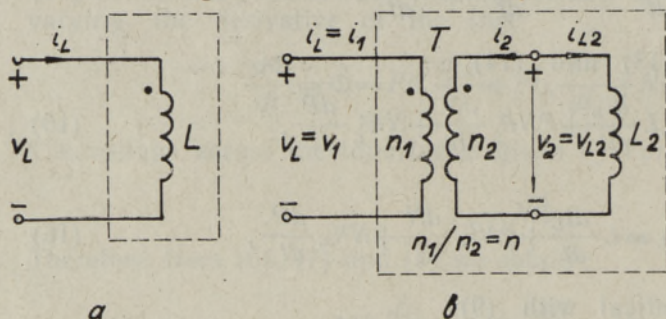 i_L
+
v_L
L
−
a
i_L = i_1
T
i_2
i_L2
+
+
v_L = v_1
n_1
n_2
v_2 = v_L2
L_2
−
−
n_1/n_2 = n
в